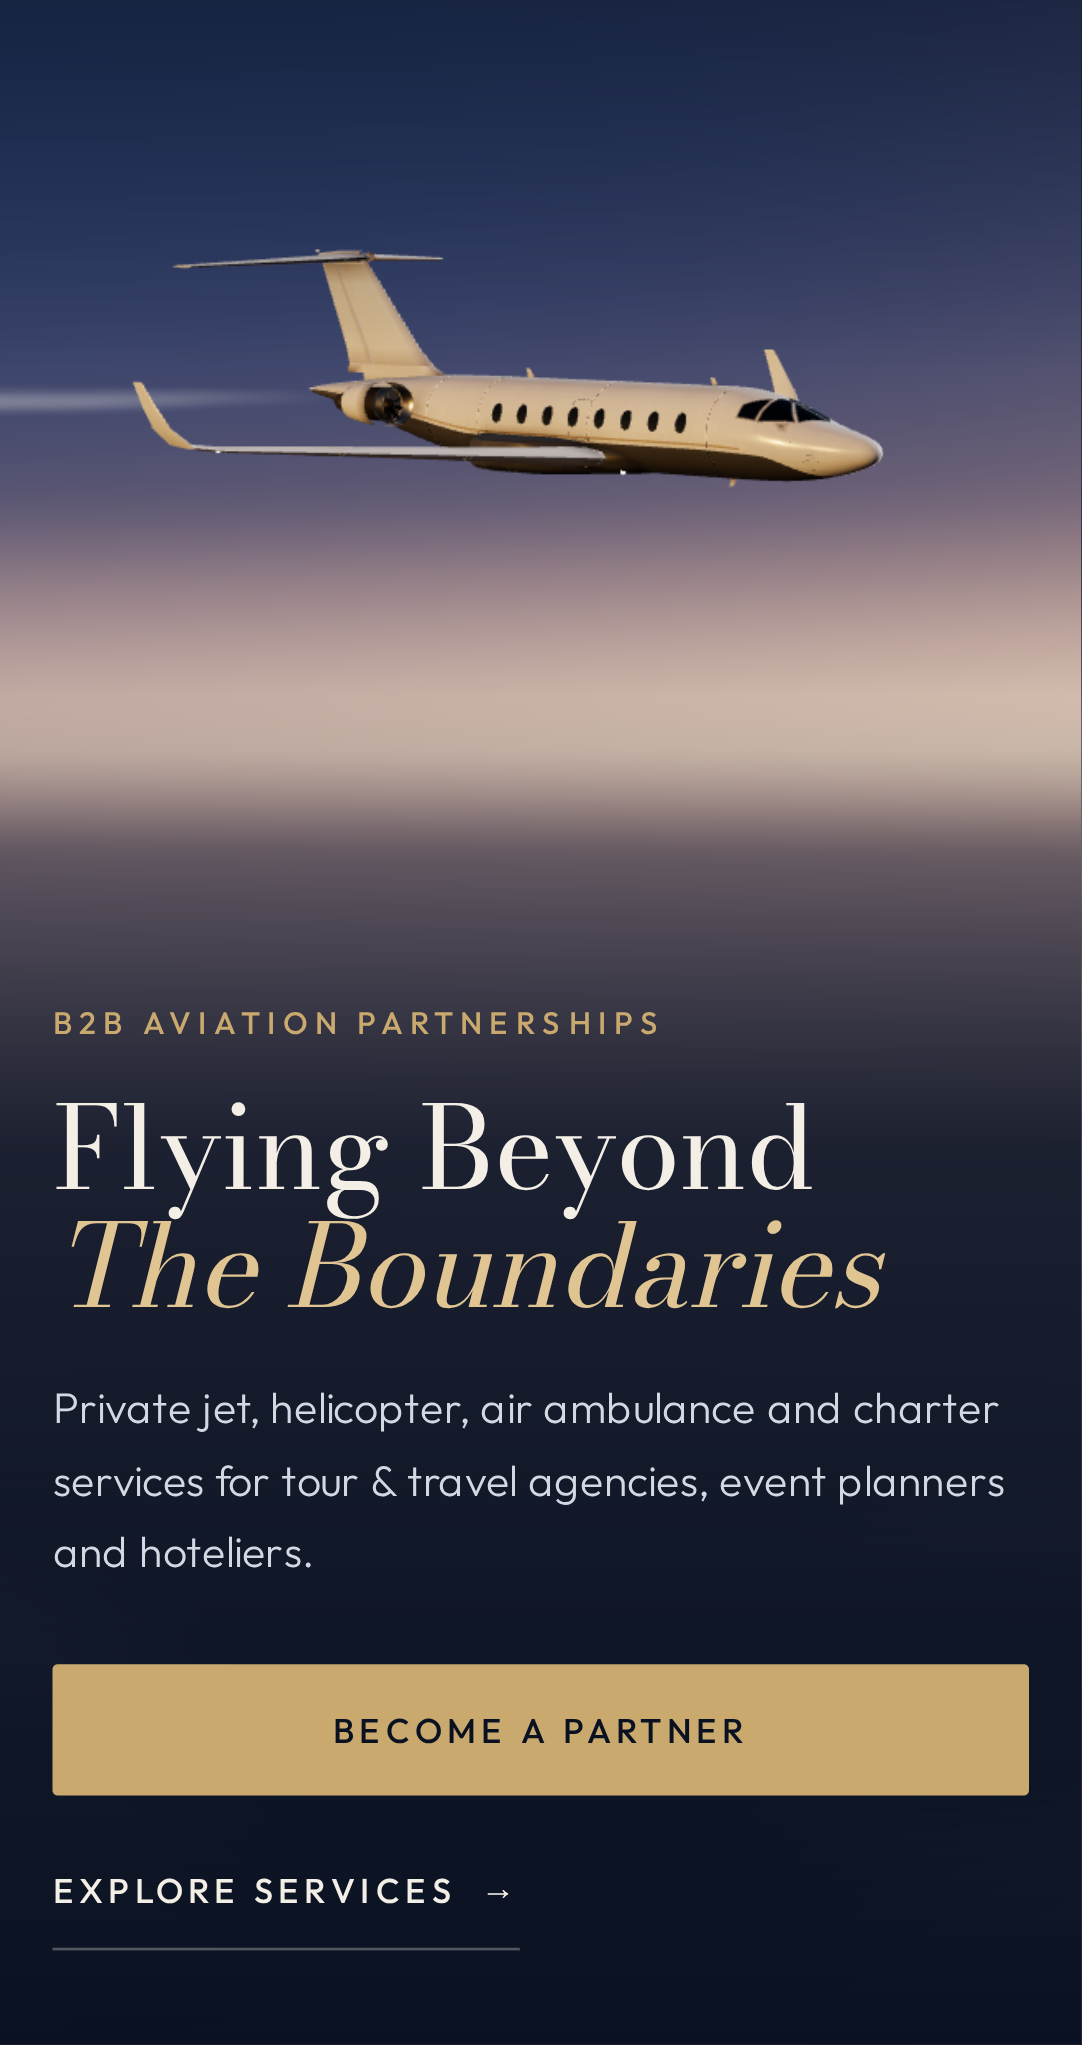 B2B AVIATION PARTNERSHIPS
Flying Beyond
The Boundaries
Private jet, helicopter, air ambulance and charter
services for tour & travel agencies, event planners
and hoteliers.
BECOME A PARTNER
EXPLORE SERVICES →